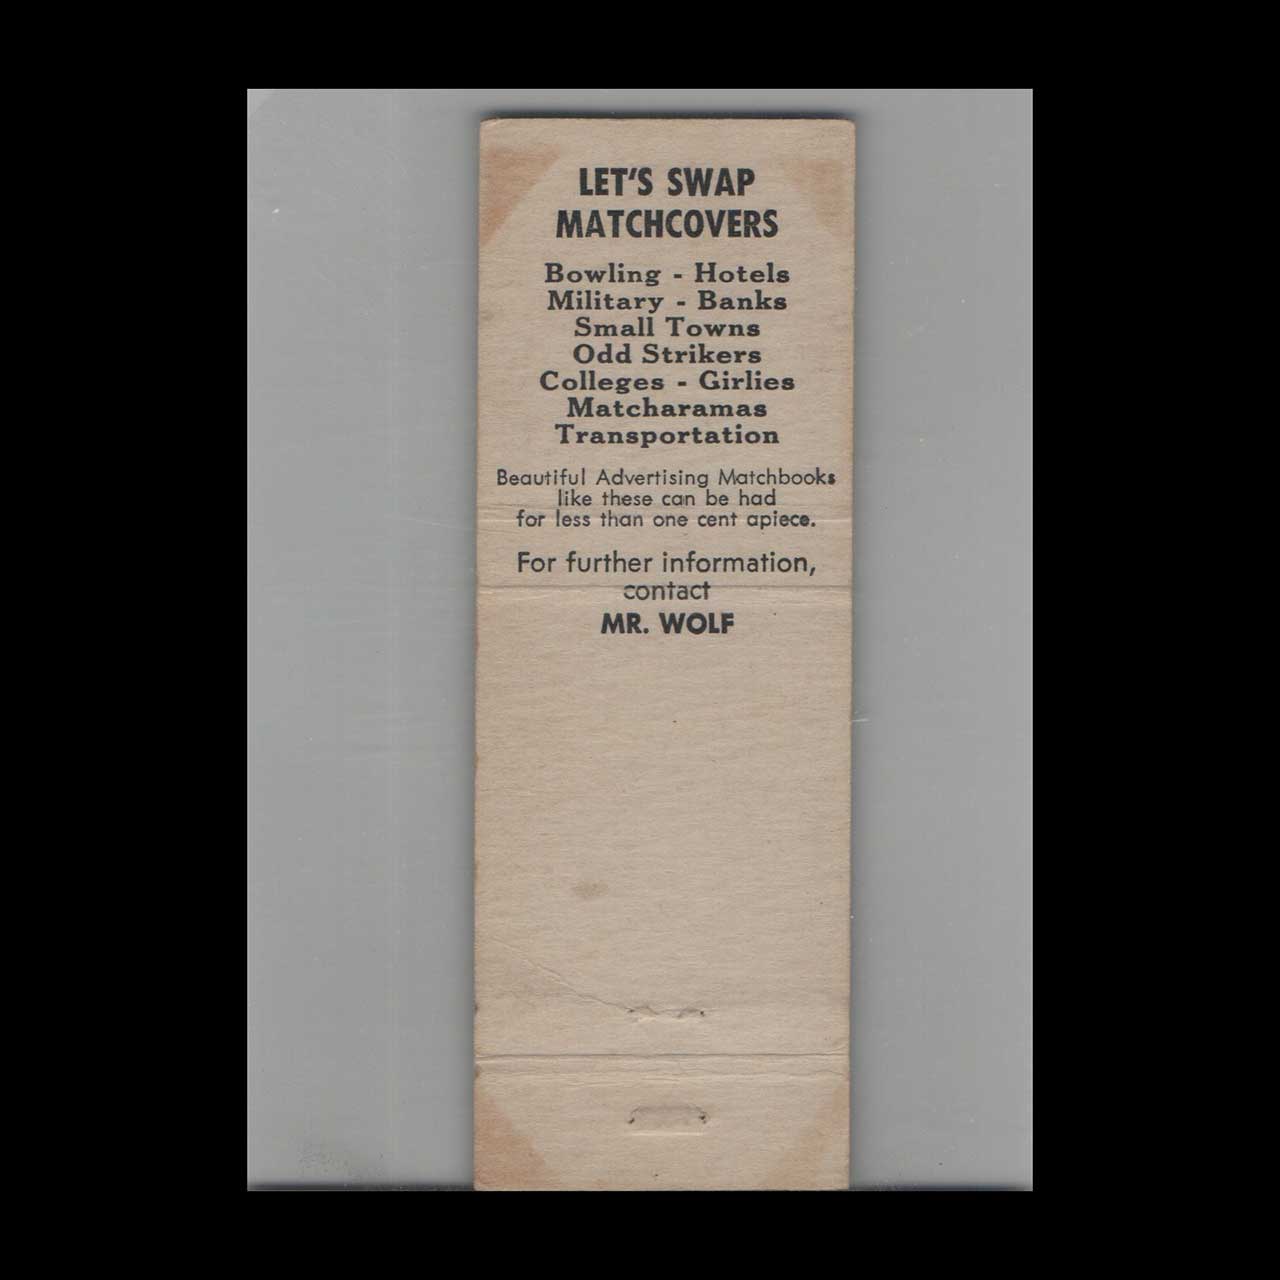 LET'S SWAP
MATCHCOVERS
Bowling - Hotels
Military - Banks
Small Towns
Odd Strikers
Colleges - Girlies
Matcharamas
Transportation
Beautiful Advertising Matchbooks
like these can be had
for less than one cent apiece.
For further information,
contact
MR. WOLF